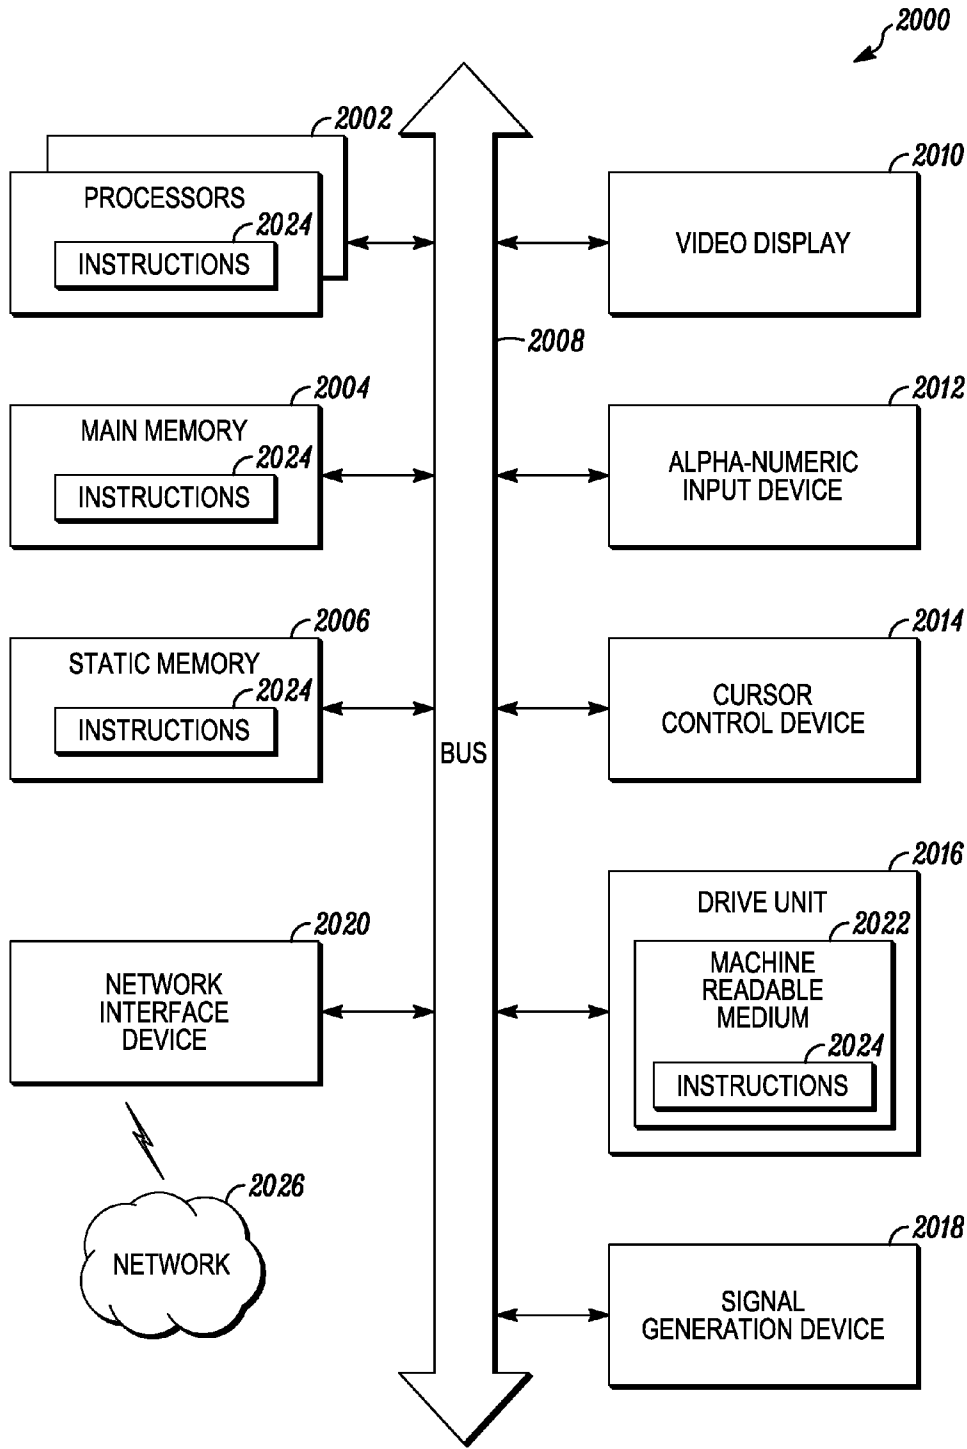 2000
2002
PROCESSORS
2024
INSTRUCTIONS
2004
MAIN MEMORY
2024
INSTRUCTIONS
2006
STATIC MEMORY
2024
INSTRUCTIONS
2020
NETWORK
INTERFACE
DEVICE
2026
NETWORK
2008
BUS
2010
VIDEO DISPLAY
2012
ALPHA-NUMERIC
INPUT DEVICE
2014
CURSOR
CONTROL DEVICE
2016
DRIVE UNIT
2022
MACHINE
READABLE
MEDIUM
2024
INSTRUCTIONS
2018
SIGNAL
GENERATION DEVICE